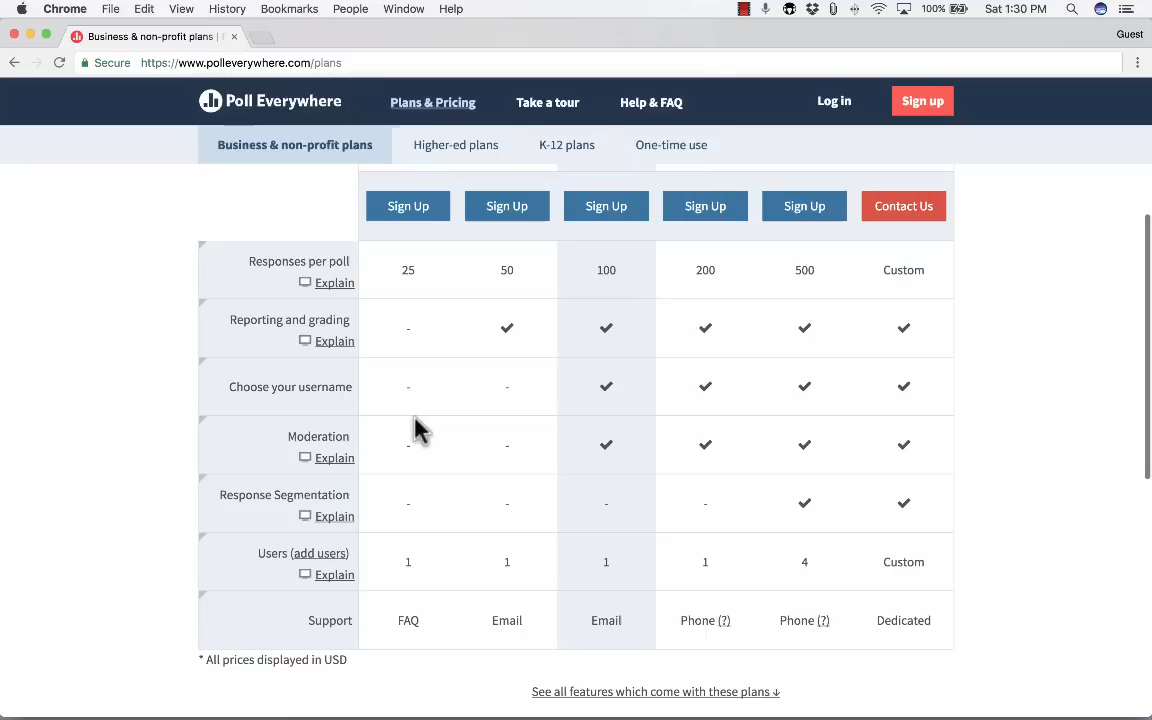 Chrome File Edit View History Bookmarks People Window Help 100% Sat 1:30 PM
Business & non-profit plans | Guest
Secure https://www.polleverywhere.com/plans
Poll Everywhere Plans & Pricing Take a tour Help & FAQ Log in Sign up
Business & non-profit plans Higher-ed plans K-12 plans One-time use
Sign Up Sign Up Sign Up Sign Up Sign Up Contact Us
Responses per poll 25 50 100 200 500 Custom
Explain
Reporting and grading -
Explain
Choose your username - -
Moderation - -
Explain
Response Segmentation - - - -
Explain
Users (add users) 1 1 1 1 4 Custom
Explain
Support FAQ Email Email Phone (?) Phone (?) Dedicated
* All prices displayed in USD
See all features which come with these plans ↓